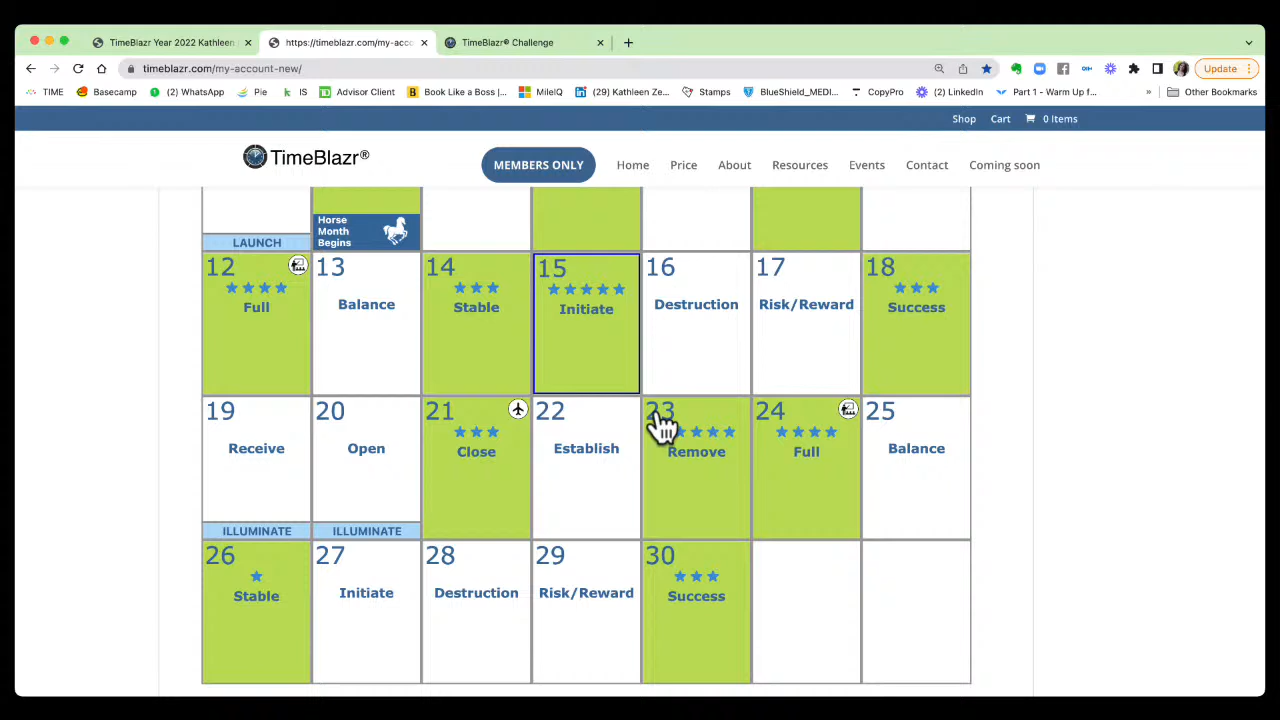 TimeBlazr Year 2022 Kathleen
https://timeblazr.com/my-acco
TimeBlazr® Challenge
timeblazr.com/my-account-new/
Update
TIME
Basecamp
(2) WhatsApp
Pie
IS
Advisor Client
Book Like a Boss |...
MileIQ
(29) Kathleen Ze...
Stamps
BlueShield_MEDI...
CopyPro
(2) LinkedIn
Part 1 - Warm Up f...
Other Bookmarks
Shop
Cart
0 Items
TimeBlazr®
MEMBERS ONLY
Home
Price
About
Resources
Events
Contact
Coming soon
LAUNCH
Horse
Month
Begins
12
Full
13
Balance
14
Stable
15
Initiate
16
Destruction
17
Risk/Reward
18
Success
19
Receive
ILLUMINATE
20
Open
ILLUMINATE
21
Close
22
Establish
23
Remove
24
Full
25
Balance
26
Stable
27
Initiate
28
Destruction
29
Risk/Reward
30
Success